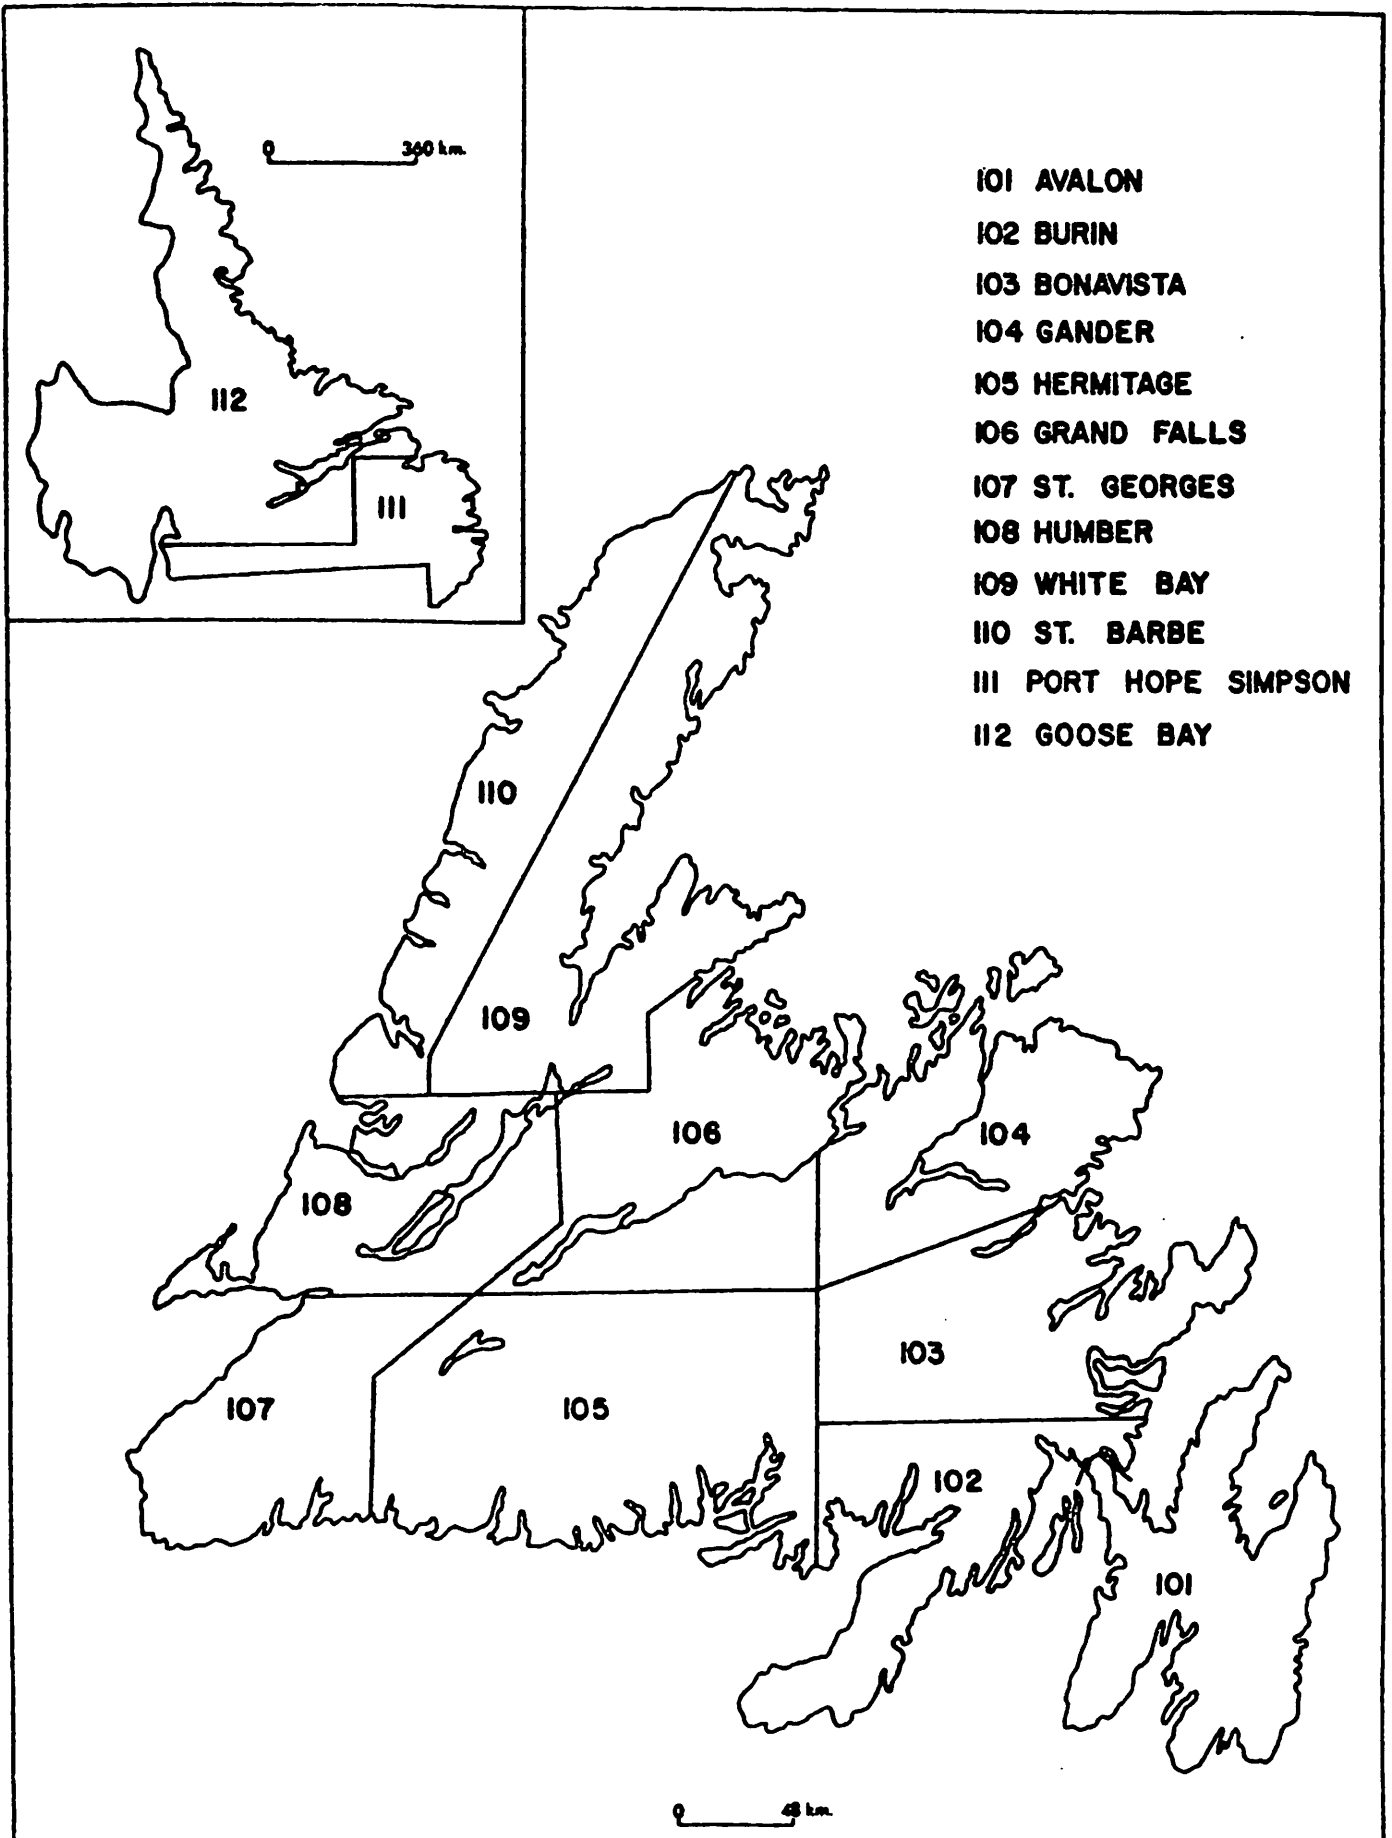 0 360 km.
112
111
101 AVALON
102 BURIN
103 BONAVISTA
104 GANDER
105 HERMITAGE
106 GRAND FALLS
107 ST. GEORGES
108 HUMBER
109 WHITE BAY
110 ST. BARBE
111 PORT HOPE SIMPSON
112 GOOSE BAY
110
109
106
104
108
103
107
105
102
101
0 48 km.